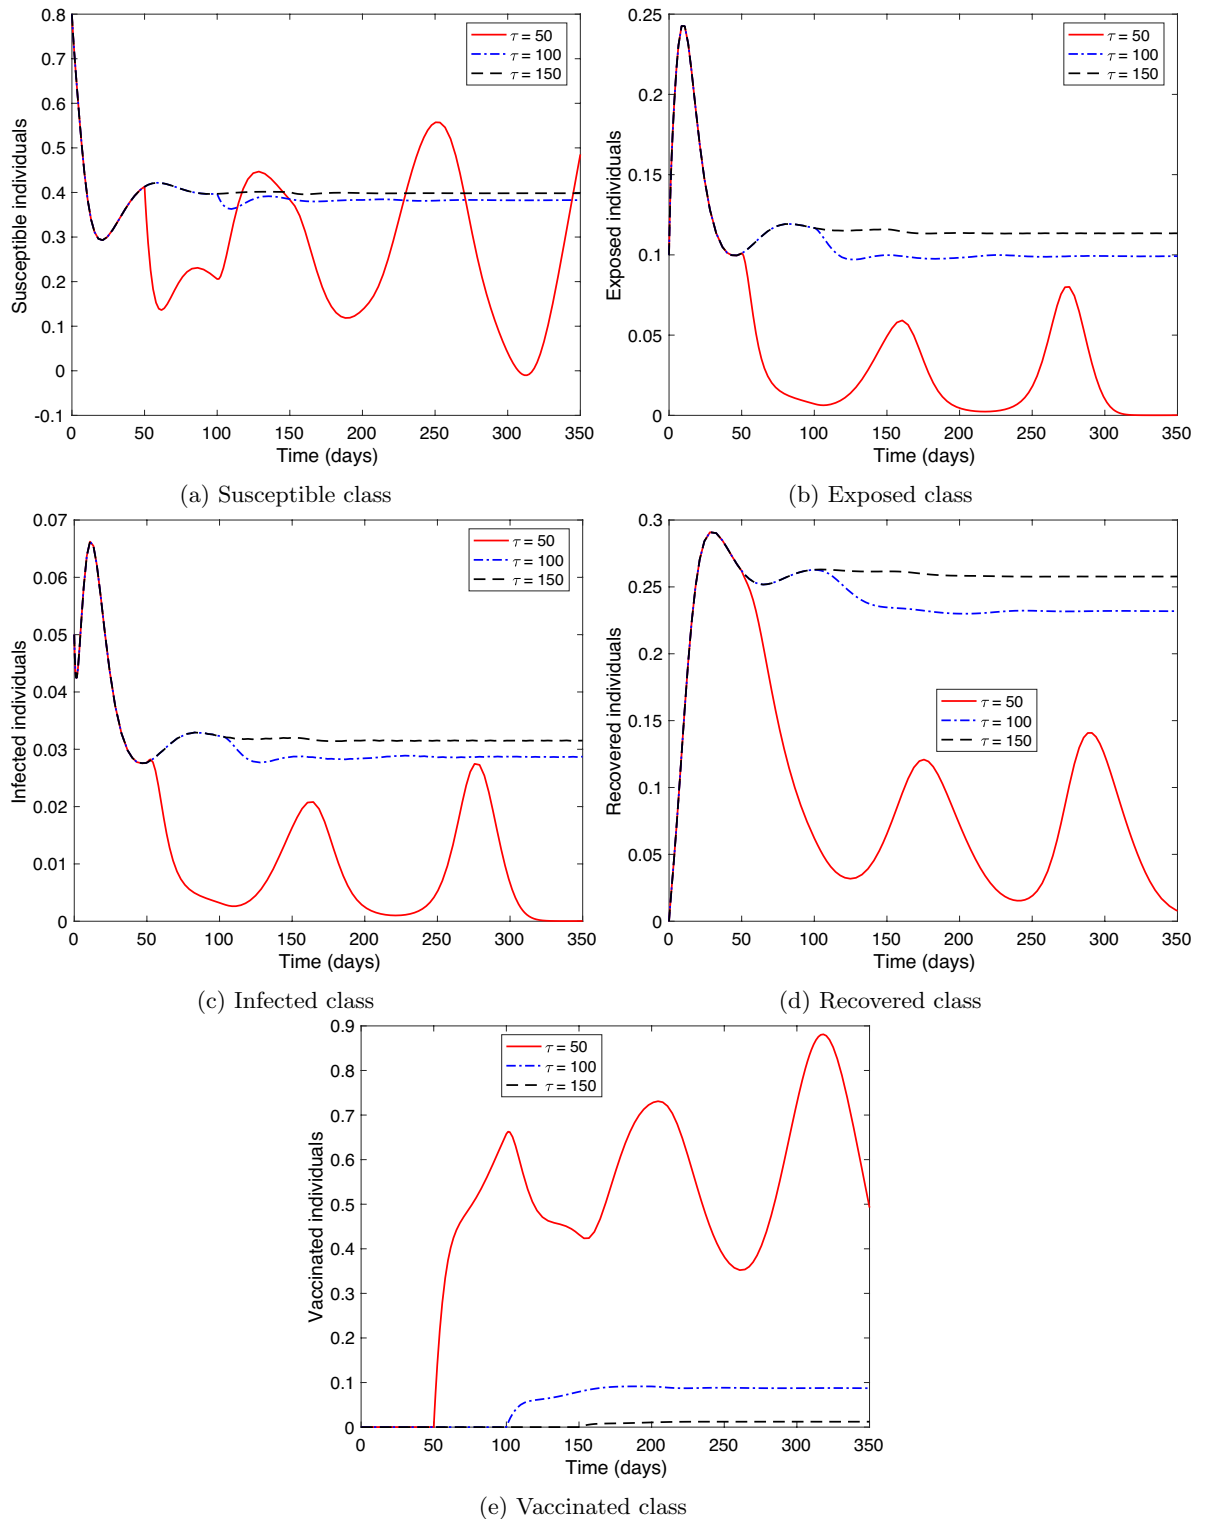 0.8
0.7
0.6
0.5
0.4
0.3
0.2
0.1
0
-0.1
Susceptible individuals
τ = 50
τ = 100
τ = 150
0 50 100 150 200 250 300 350
Time (days)
(a) Susceptible class
0.25
0.2
0.15
0.1
0.05
0
Exposed individuals
τ = 50
τ = 100
τ = 150
0 50 100 150 200 250 300 350
Time (days)
(b) Exposed class
0.07
0.06
0.05
0.04
0.03
0.02
0.01
0
Infected individuals
τ = 50
τ = 100
τ = 150
0 50 100 150 200 250 300 350
Time (days)
(c) Infected class
0.3
0.25
0.2
0.15
0.1
0.05
0
Recovered individuals
τ = 50
τ = 100
τ = 150
0 50 100 150 200 250 300 350
Time (days)
(d) Recovered class
0.9
0.8
0.7
0.6
0.5
0.4
0.3
0.2
0.1
0
Vaccinated individuals
τ = 50
τ = 100
τ = 150
0 50 100 150 200 250 300 350
Time (days)
(e) Vaccinated class